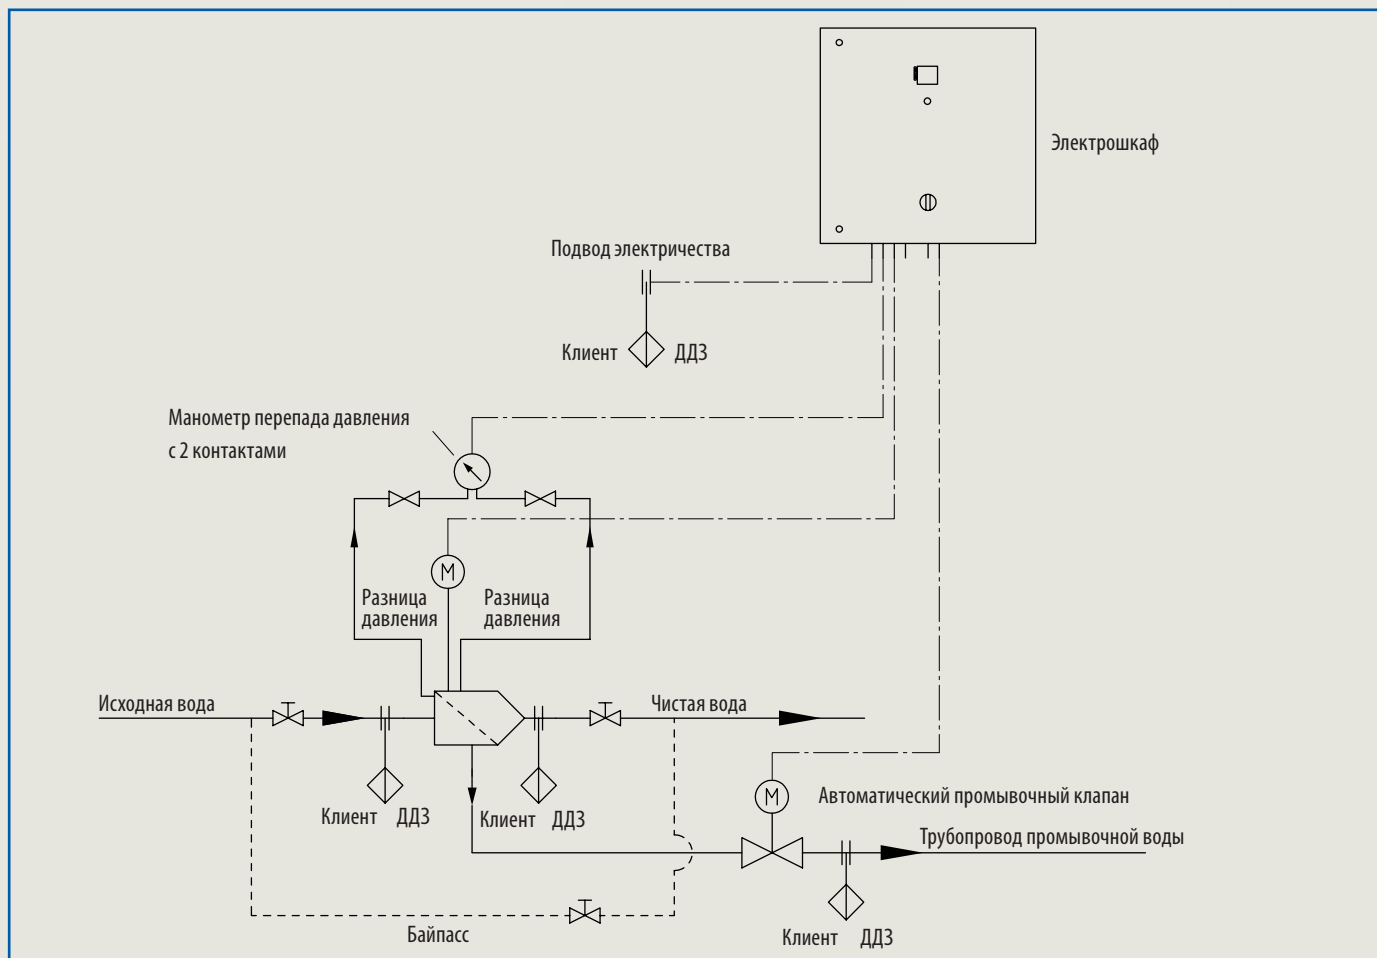 Электрошкаф
Подвод электричества
Клиент ДДЗ
Манометр перепада давления
с 2 контактами
M
Разница
давления
Разница
давления
Исходная вода
Чистая вода
M
Автоматический промывочный клапан
Клиент ДДЗ
Клиент ДДЗ
Трубопровод промывочной воды
Байпасс
Клиент ДДЗ